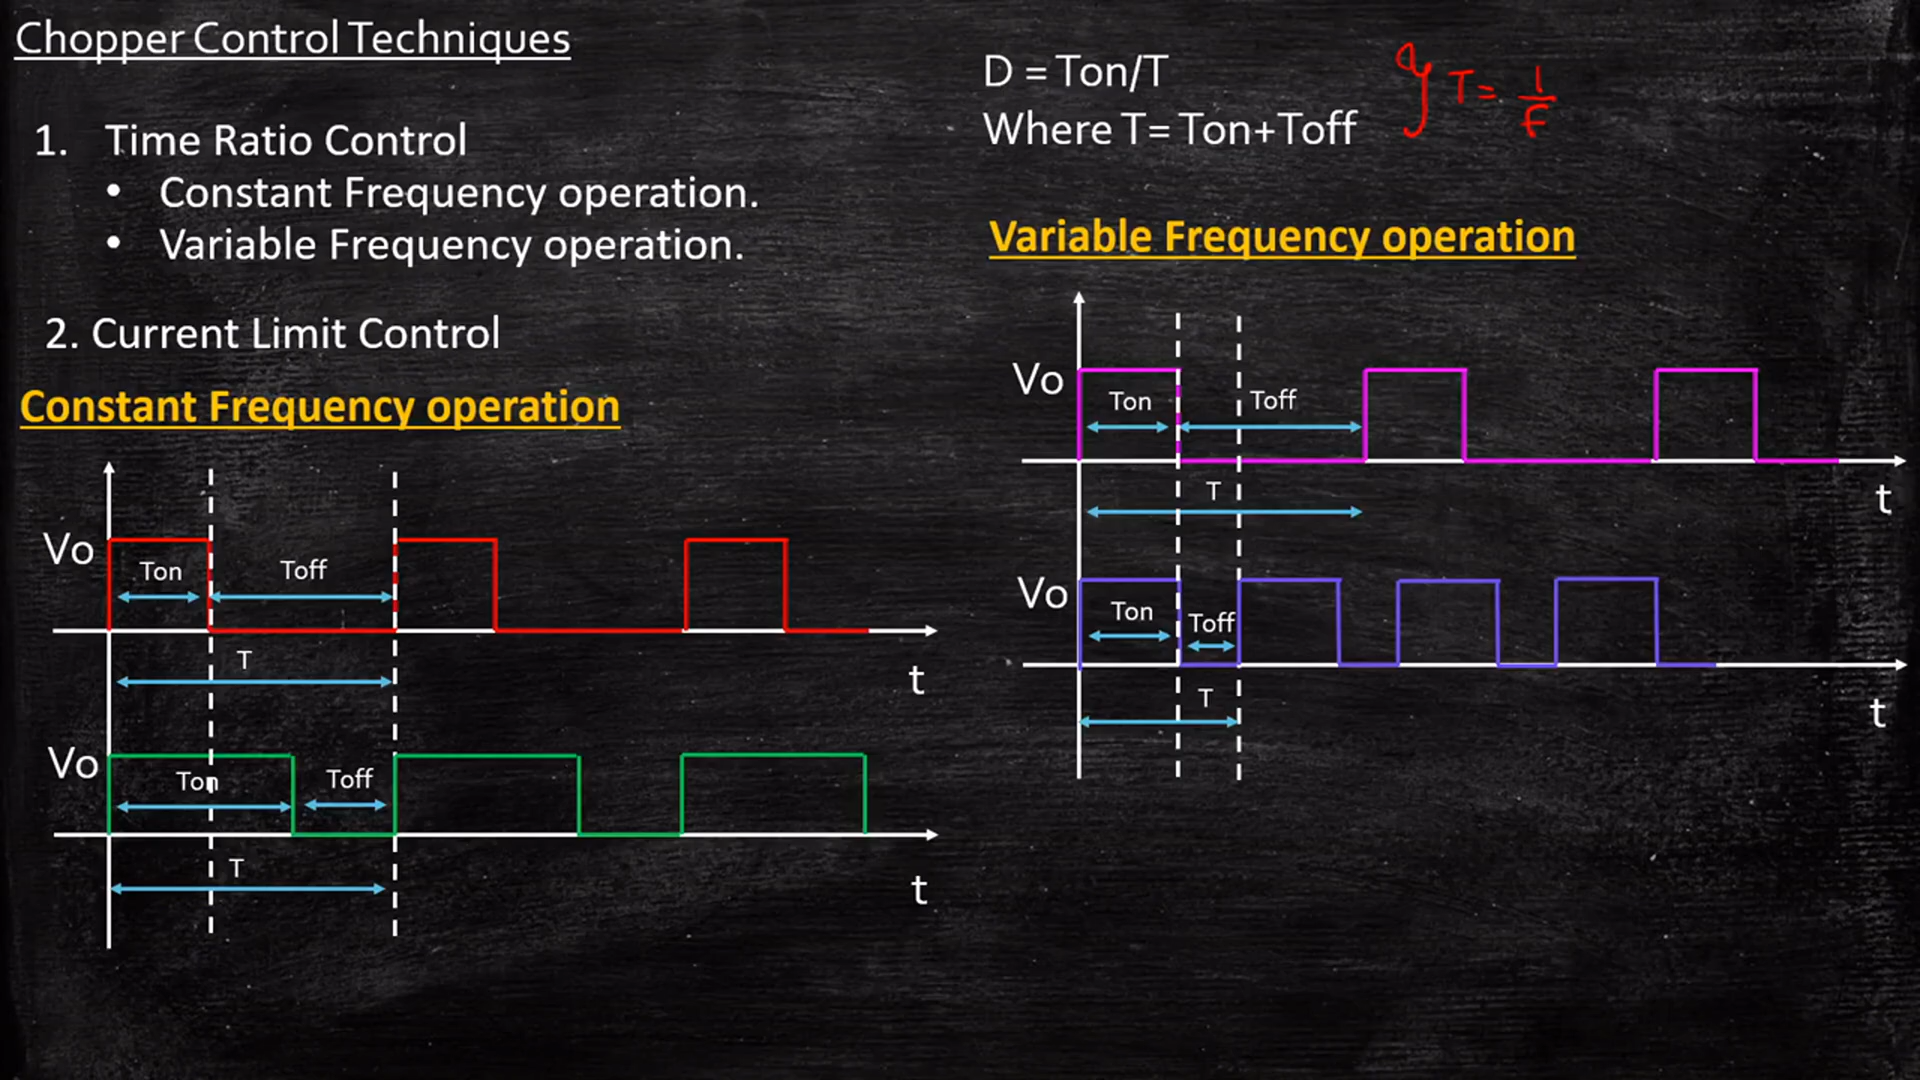 Chopper Control Techniques
1. Time Ratio Control
• Constant Frequency operation.
• Variable Frequency operation.
2. Current Limit Control
Constant Frequency operation
Vo
Ton
Toff
T
t
Vo
Ton
Toff
T
t
D = Ton/T
Where T= Ton+Toff
T= 1/F
Variable Frequency operation
Vo
Ton
Toff
T
t
Vo
Ton
Toff
T
t